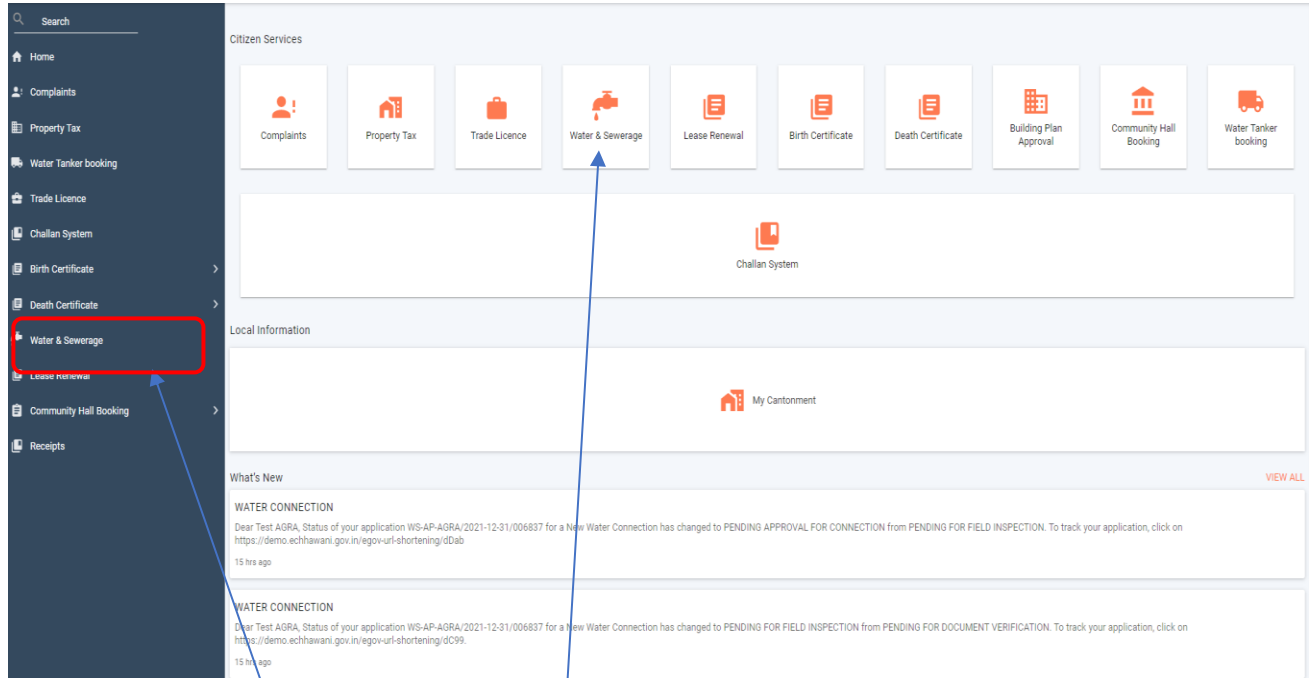 Search
Home
Complaints
Property Tax
Water Tanker booking
Trade Licence
Challan System
Birth Certificate
Death Certificate
Water & Sewerage
Lease Renewal
Community Hall Booking
Receipts
Citizen Services
Complaints
Property Tax
Trade Licence
Water & Sewerage
Lease Renewal
Birth Certificate
Death Certificate
Building Plan
Approval
Community Hall
Booking
Water Tanker
booking
Challan System
Local Information
My Cantonment
What's New
VIEW ALL
WATER CONNECTION
Dear Test AGRA, Status of your application WS-AP-AGRA/2021-12-31/006837 for a New Water Connection has changed to PENDING APPROVAL FOR CONNECTION from PENDING FOR FIELD INSPECTION. To track your application, click on
https://demo.echhawani.gov.in/egov-url-shortening/dDab
15 hrs ago
WATER CONNECTION
Dear Test AGRA, Status of your application WS-AP-AGRA/2021-12-31/006837 for a New Water Connection has changed to PENDING FOR FIELD INSPECTION from PENDING FOR DOCUMENT VERIFICATION. To track your application, click on
https://demo.echhawani.gov.in/egov-url-shortening/dC99.
15 hrs ago